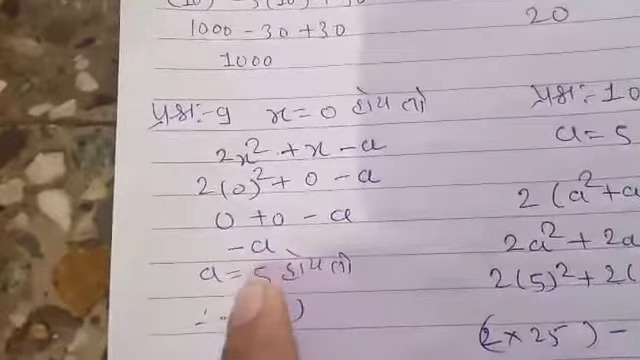 1000 - 30 + 30
1000
પ્રશ્ન:- 9 x = 0 હોય તો
2x² + x - a
2(0)² + 0 - a
0 + 0 - a
- a
a = 5 હોય તો
20
પ્રશ્ન:- 10
a = 5
2 (a² + a
2a² + 2a
2(5)² + 2(
(2 × 25) -